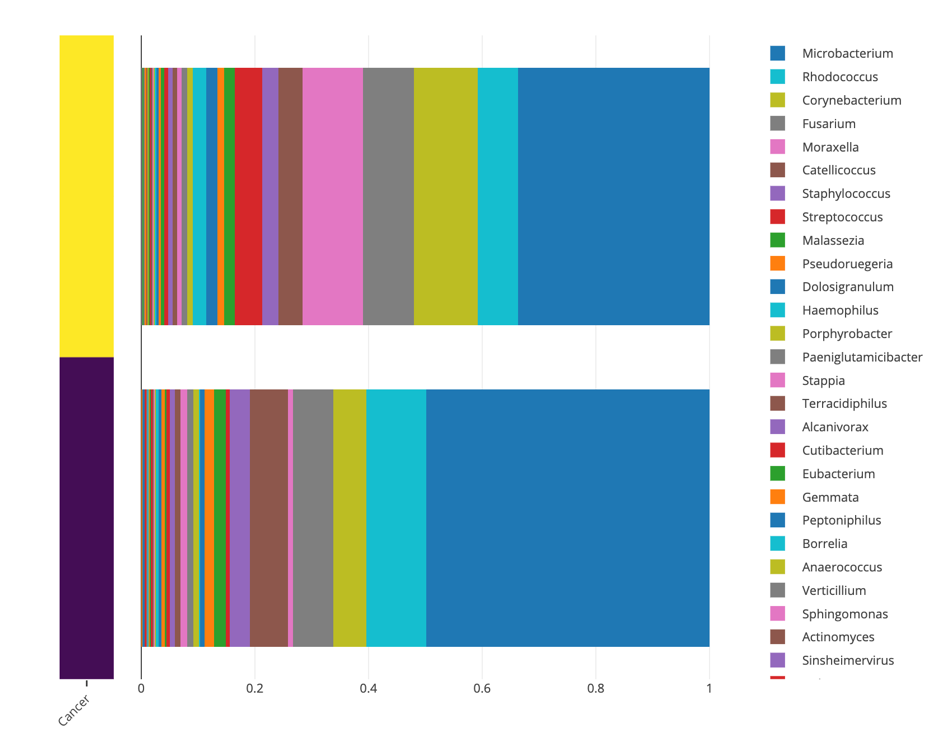 Microbacterium
Rhodococcus
Corynebacterium
Fusarium
Moraxella
Catellicoccus
Staphylococcus
Streptococcus
Malassezia
Pseudoruegeria
Dolosigranulum
Haemophilus
Porphyrobacter
Paeniglutamicibacter
Stappia
Terracidiphilus
Alcanivorax
Cutibacterium
Eubacterium
Gemmata
Peptoniphilus
Borrelia
Anaerococcus
Verticillium
Sphingomonas
Actinomyces
Sinsheimervirus
0 0.2 0.4 0.6 0.8 1
Cancer